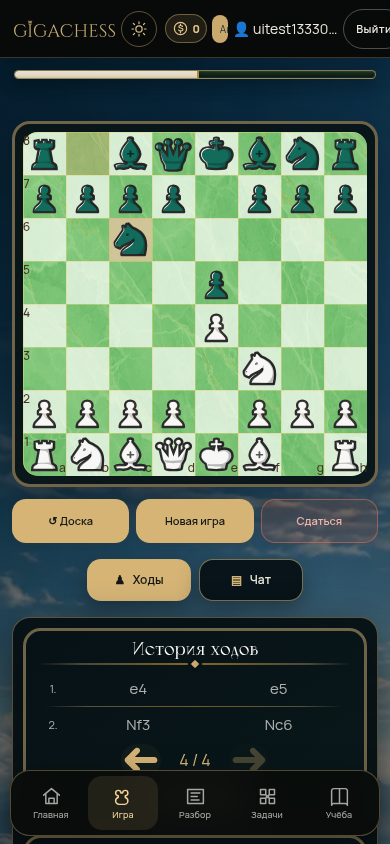 GIGACHESS
0
uitest13330...
Выйти
8
7
6
5
4
3
2
1
a
b
c
d
e
f
g
h
↺ Доска
Новая игра
Сдаться
Ходы
Чат
История ходов
1. e4 e5
2. Nf3 Nc6
4 / 4
Главная
Игра
Разбор
Задачи
Учёба